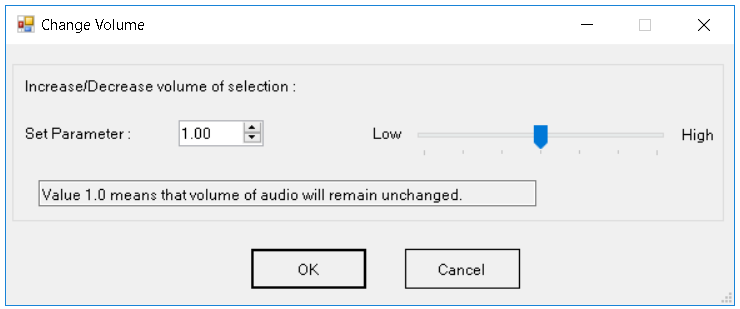 Change Volume
Increase/Decrease volume of selection :
Set Parameter :
1.00
Low
High
Value 1.0 means that volume of audio will remain unchanged.
OK
Cancel